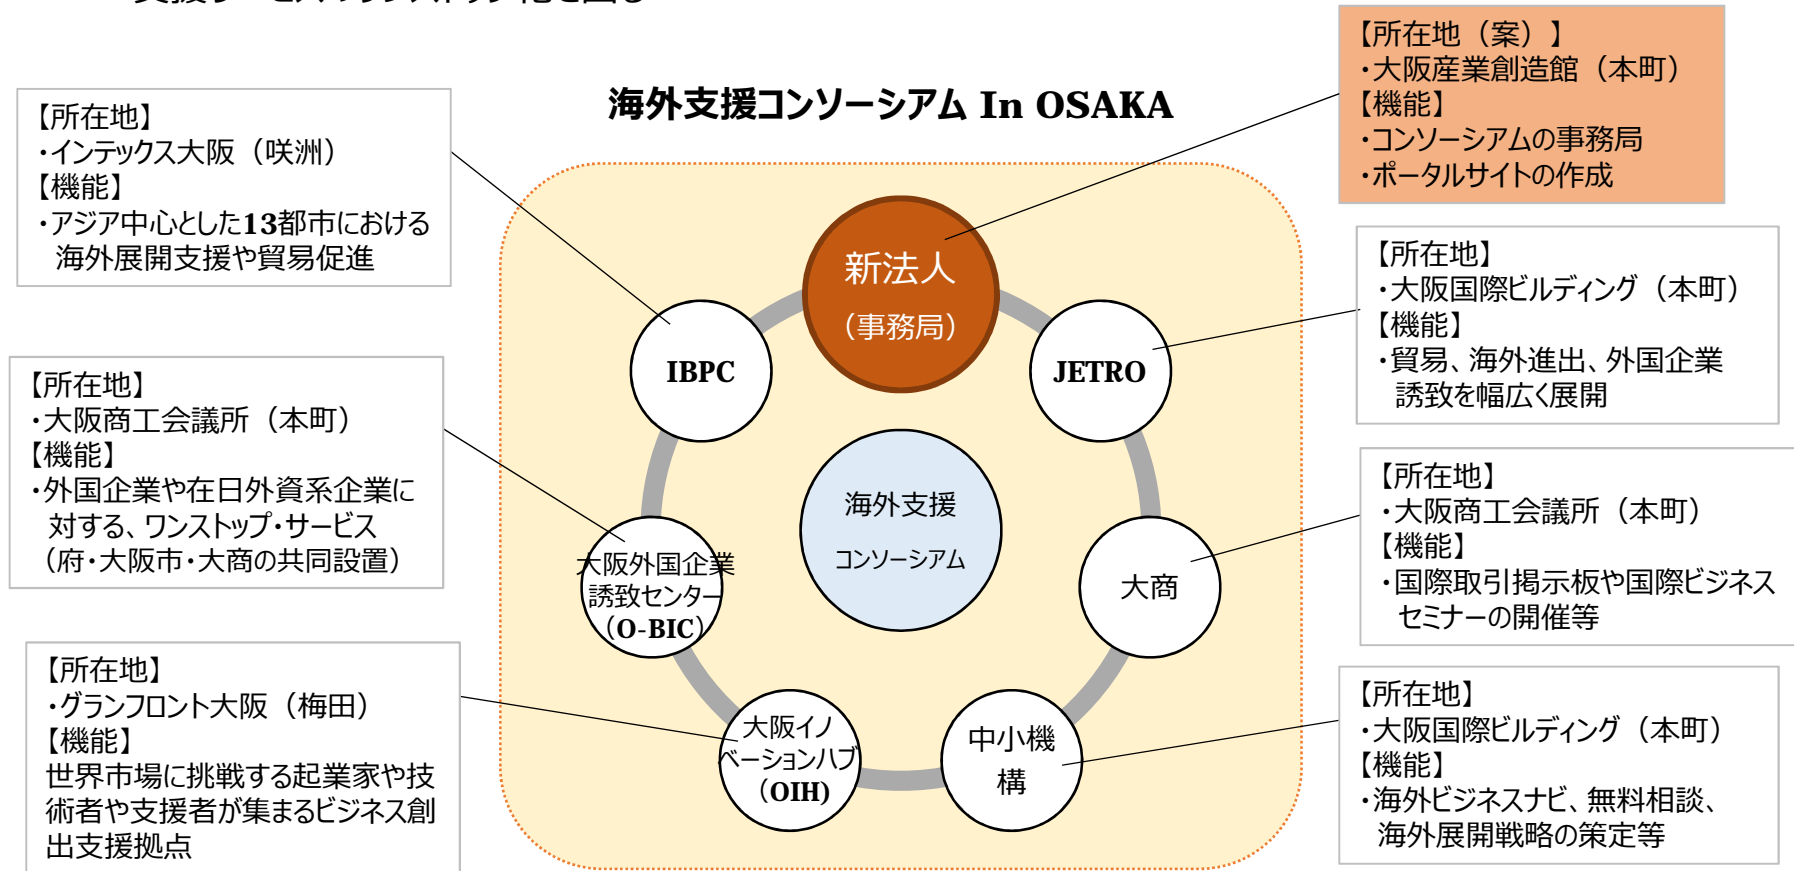 海外支援コンソーシアム In OSAKA
【所在地（案）】
・大阪産業創造館（本町）
【機能】
・コンソーシアムの事務局
・ポータルサイトの作成
【所在地】
・インテックス大阪（咲洲）
【機能】
・アジア中心とした13都市における
海外展開支援や貿易促進
【所在地】
・大阪国際ビルディング（本町）
【機能】
・貿易、海外進出、外国企業
誘致を幅広く展開
【所在地】
・大阪商工会議所（本町）
【機能】
・外国企業や在日外資系企業に
対する、ワンストップ・サービス
（府・大阪市・大商の共同設置）
【所在地】
・大阪商工会議所（本町）
【機能】
・国際取引掲示板や国際ビジネス
セミナーの開催等
【所在地】
・グランフロント大阪（梅田）
【機能】
世界市場に挑戦する起業家や技
術者や支援者が集まるビジネス創
出支援拠点
【所在地】
・大阪国際ビルディング（本町）
【機能】
・海外ビジネスナビ、無料相談、
海外展開戦略の策定等
新法人
（事務局）
IBPC
JETRO
海外支援
コンソーシアム
大阪外国企業
誘致センター
（O-BIC）
大商
大阪イノ
ベーションハブ
（OIH)
中小機
構